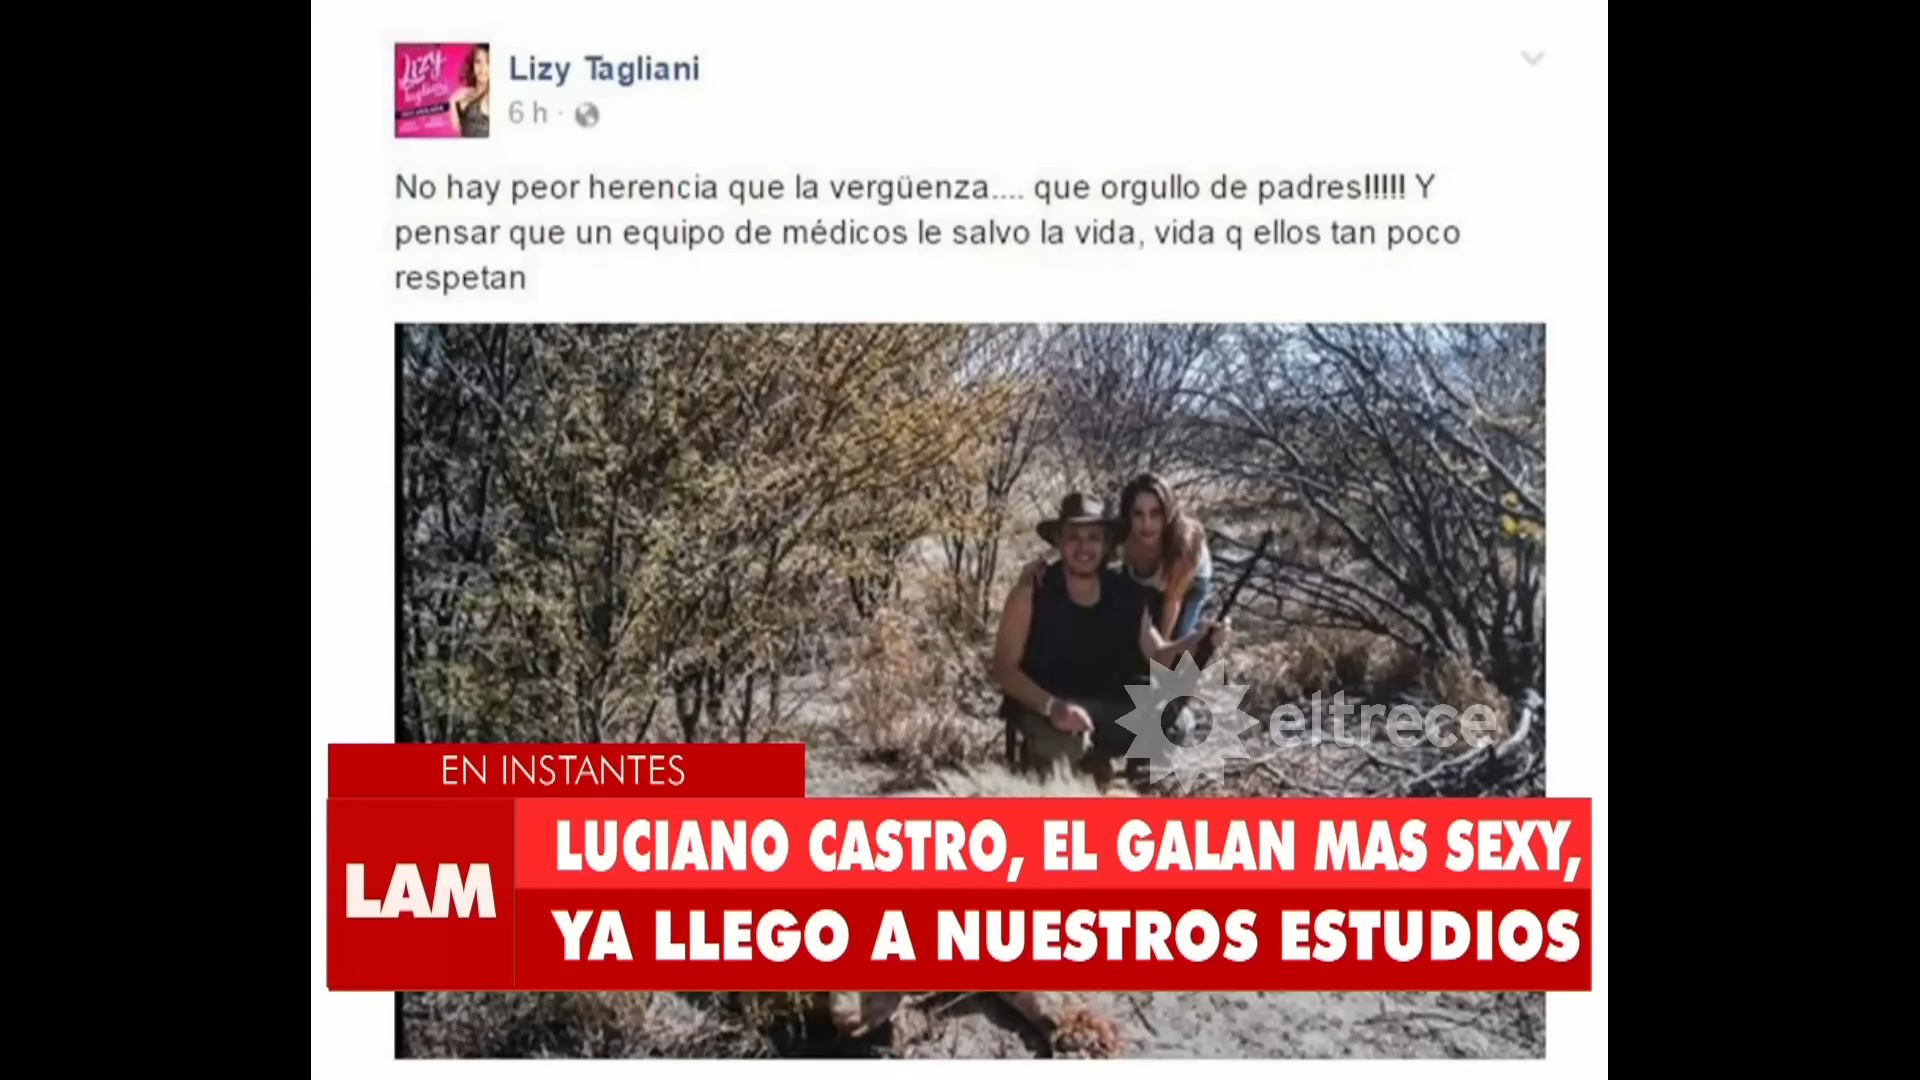 Lizy Tagliani
6 h ·
No hay peor herencia que la vergüenza.... que orgullo de padres!!!!! Y
pensar que un equipo de médicos le salvo la vida, vida q ellos tan poco
respetan
eltrece
EN INSTANTES
LAM
LUCIANO CASTRO, EL GALAN MAS SEXY,
YA LLEGO A NUESTROS ESTUDIOS
Lizy
Tagliani